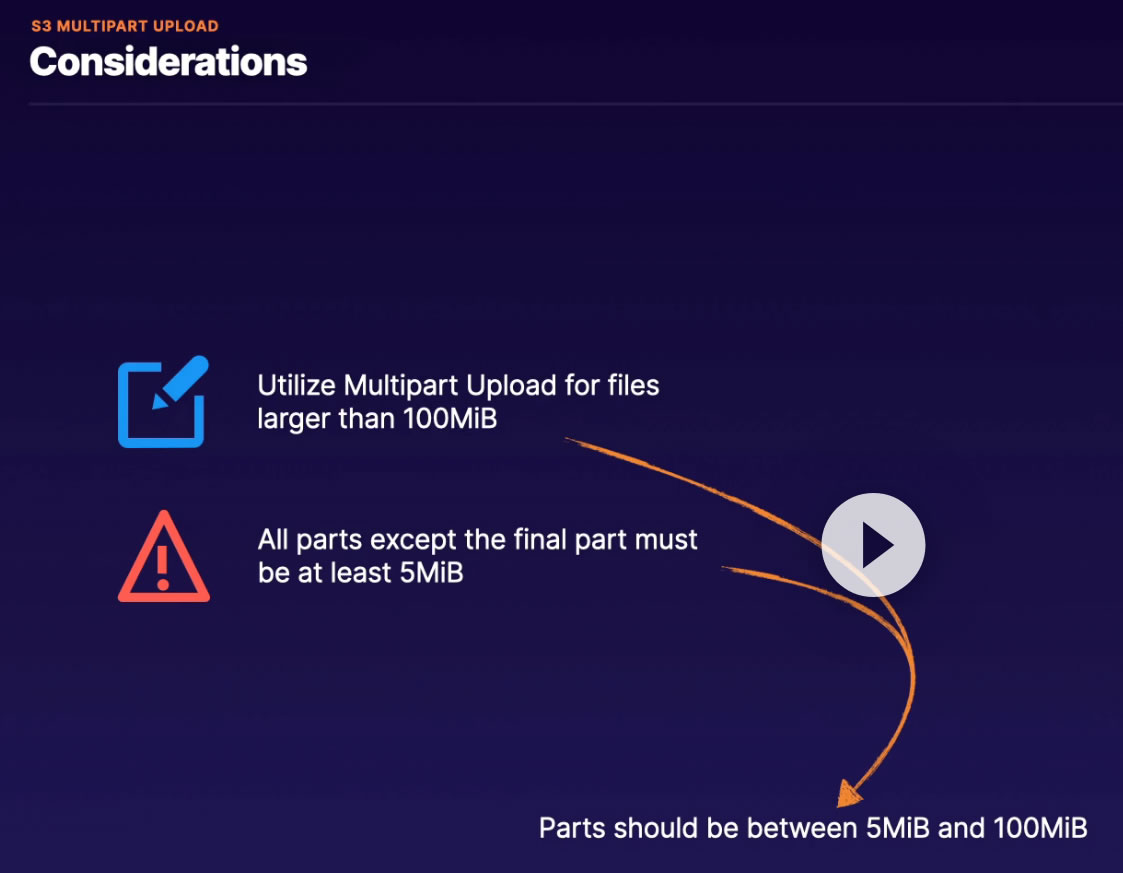 S3 MULTIPART UPLOAD
Considerations
Utilize Multipart Upload for files
larger than 100MiB
All parts except the final part must
be at least 5MiB
Parts should be between 5MiB and 100MiB